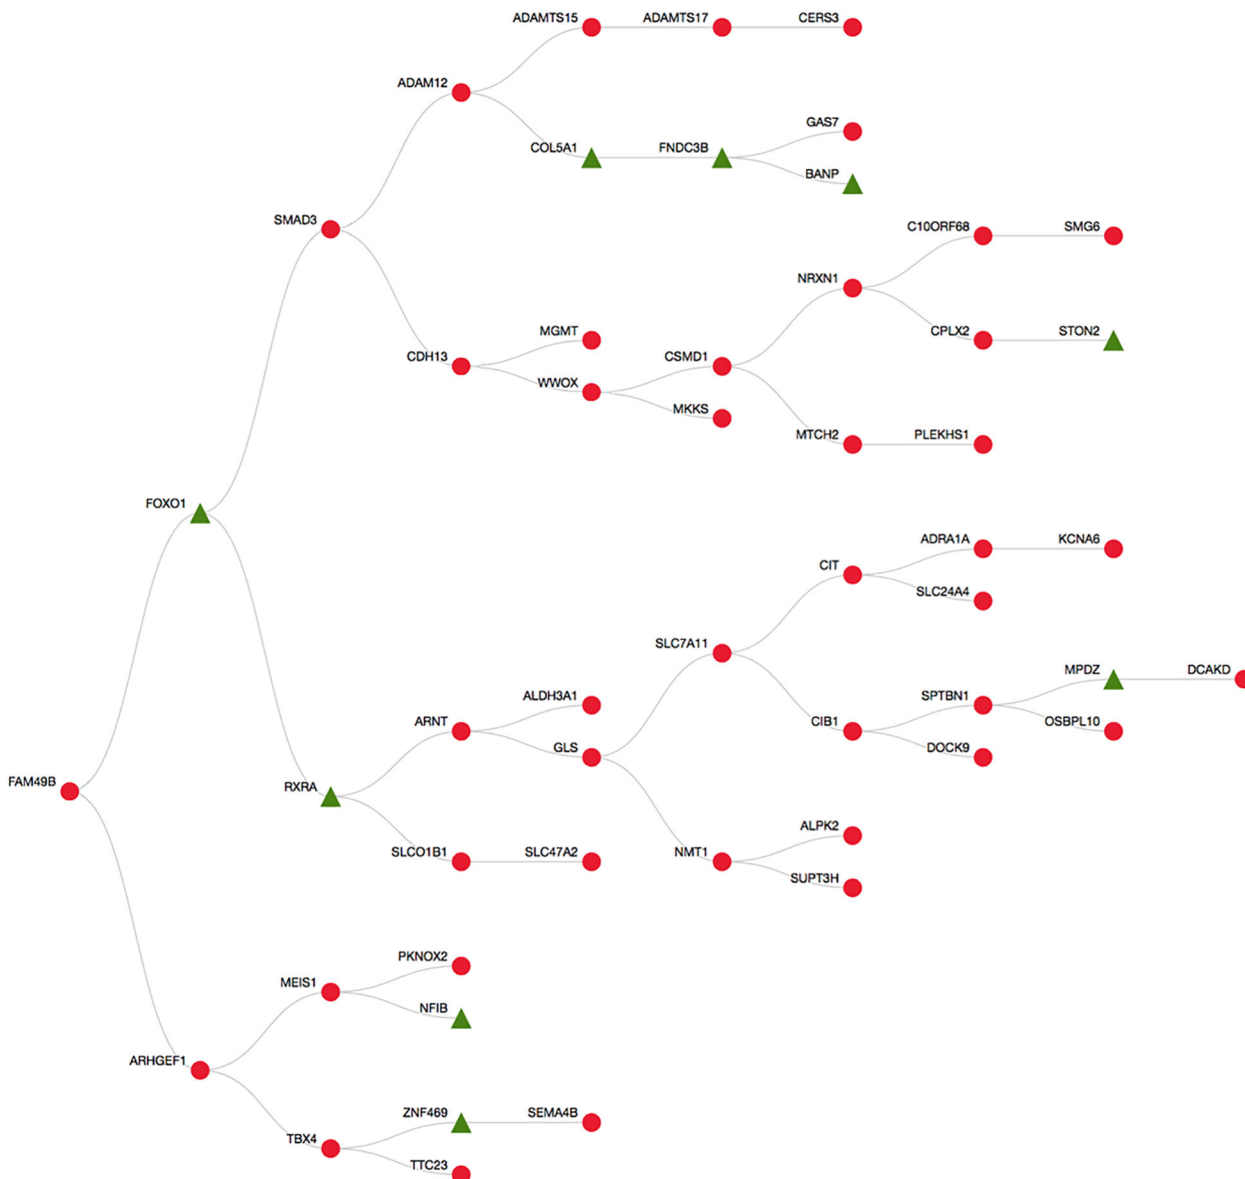 ADAMTS15 ADAMTS17 CERS3
ADAM12
GAS7
COL5A1 FNDC3B
BANP
SMAD3 C10ORF68 SMG6
NRXN1
MGMT CPLX2 STON2
CDH13 CSMD1
WWOX
MKKS
MTCH2 PLEKHS1
FOXO1
ADRA1A KCNA6
CIT
SLC24A4
SLC7A11
MPDZ DCAKD
ALDH3A1 SPTBN1
ARNT CIB1 OSBPL10
GLS DOCK9
FAM49B RXRA
ALPK2
SLCO1B1 SLC47A2 NMT1
SUPT3H
PKNOX2
MEIS1
NFIB
ARHGEF1
ZNF469 SEMA4B
TBX4
TTC23